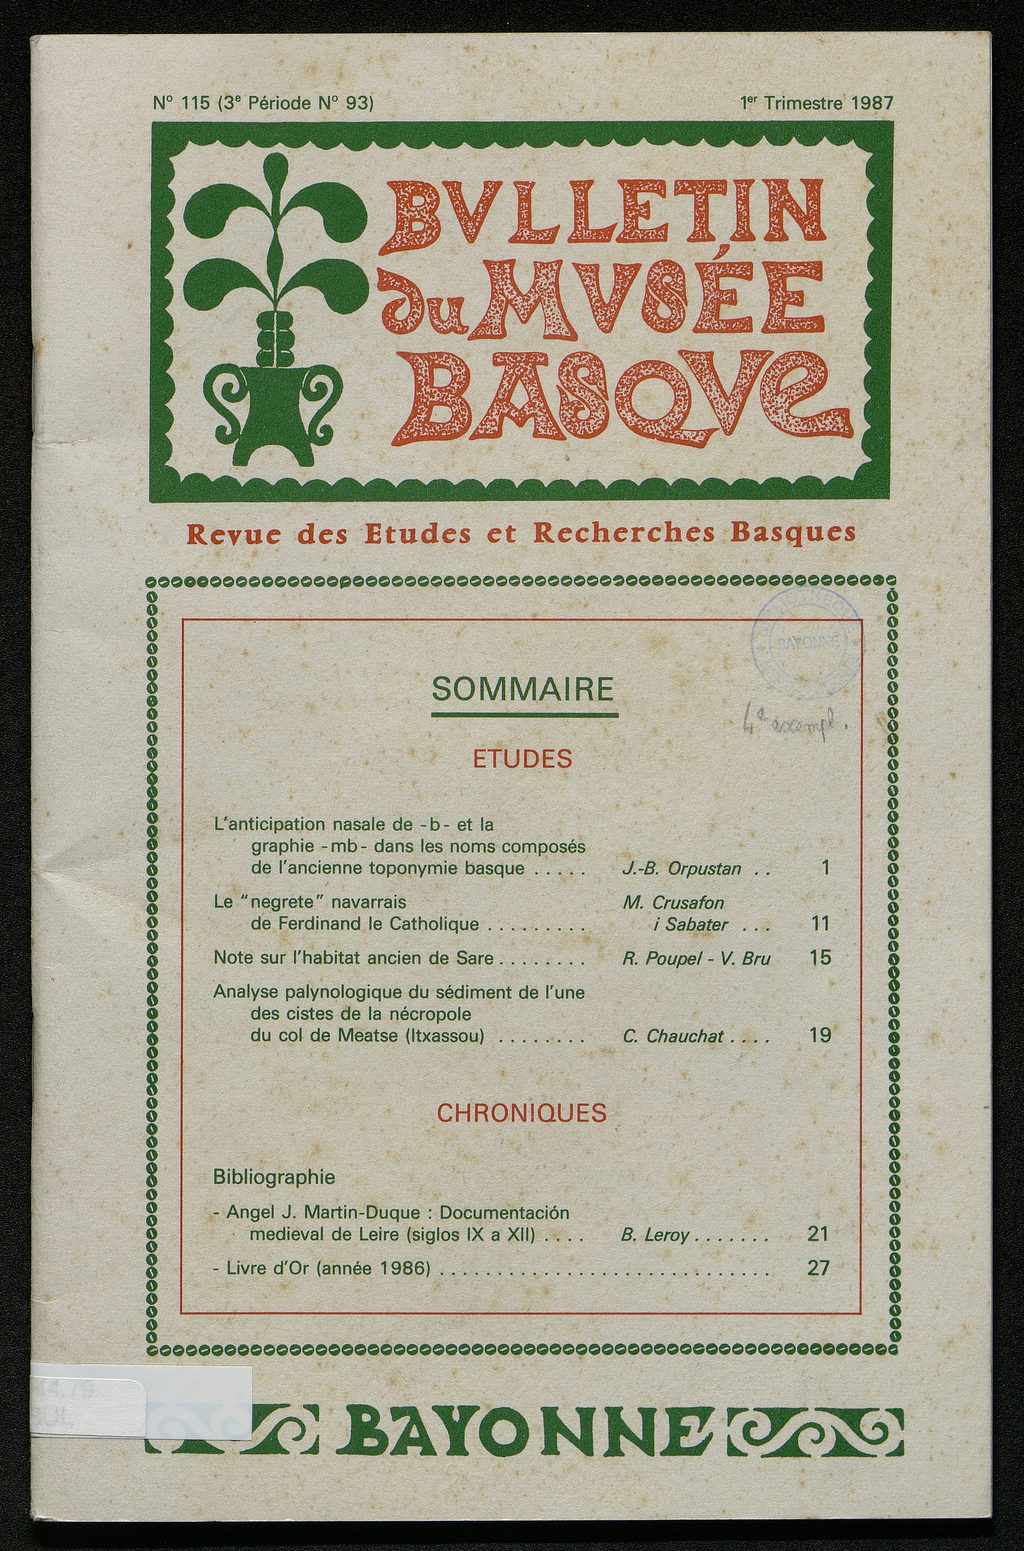 N° 115 (3e Période N° 93)
1er Trimestre 1987
BVLLETIN
du MVSÉE
BASQVe
Revue des Etudes et Recherches Basques
BAYONNE
SOMMAIRE
4e exempl.
ETUDES
L'anticipation nasale de -b- et la
graphie -mb- dans les noms composés
de l'ancienne toponymie basque ..... J.-B. Orpustan .. 1
Le "negrete" navarrais M. Crusafon
de Ferdinand le Catholique ......... i Sabater ... 11
Note sur l'habitat ancien de Sare........ R. Poupel - V. Bru 15
Analyse palynologique du sédiment de l'une
des cistes de la nécropole
du col de Meatse (Itxassou) ........ C. Chauchat .... 19
CHRONIQUES
Bibliographie
- Angel J. Martin-Duque : Documentación
medieval de Leire (siglos IX a XII) .... B. Leroy....... 21
- Livre d'Or (année 1986) ............................. 27
BAYONNE